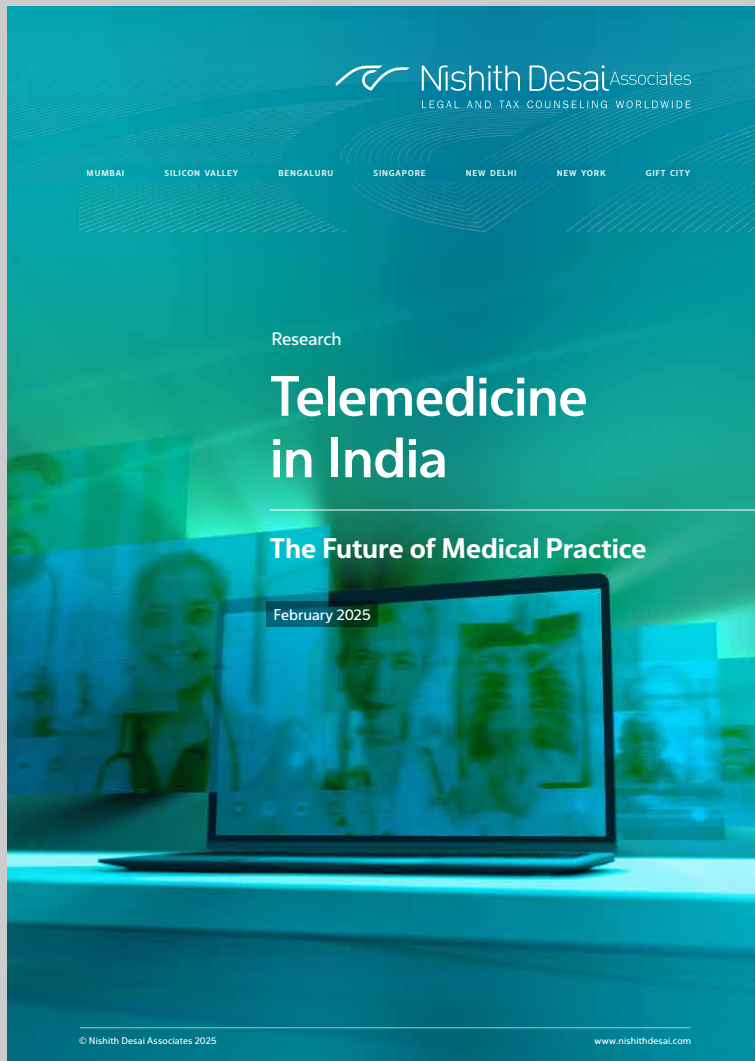 Nishith Desai Associates
LEGAL AND TAX COUNSELING WORLDWIDE
MUMBAI SILICON VALLEY BENGALURU SINGAPORE NEW DELHI NEW YORK GIFT CITY
Research
Telemedicine
in India
The Future of Medical Practice
February 2025
© Nishith Desai Associates 2025 www.nishithdesai.com